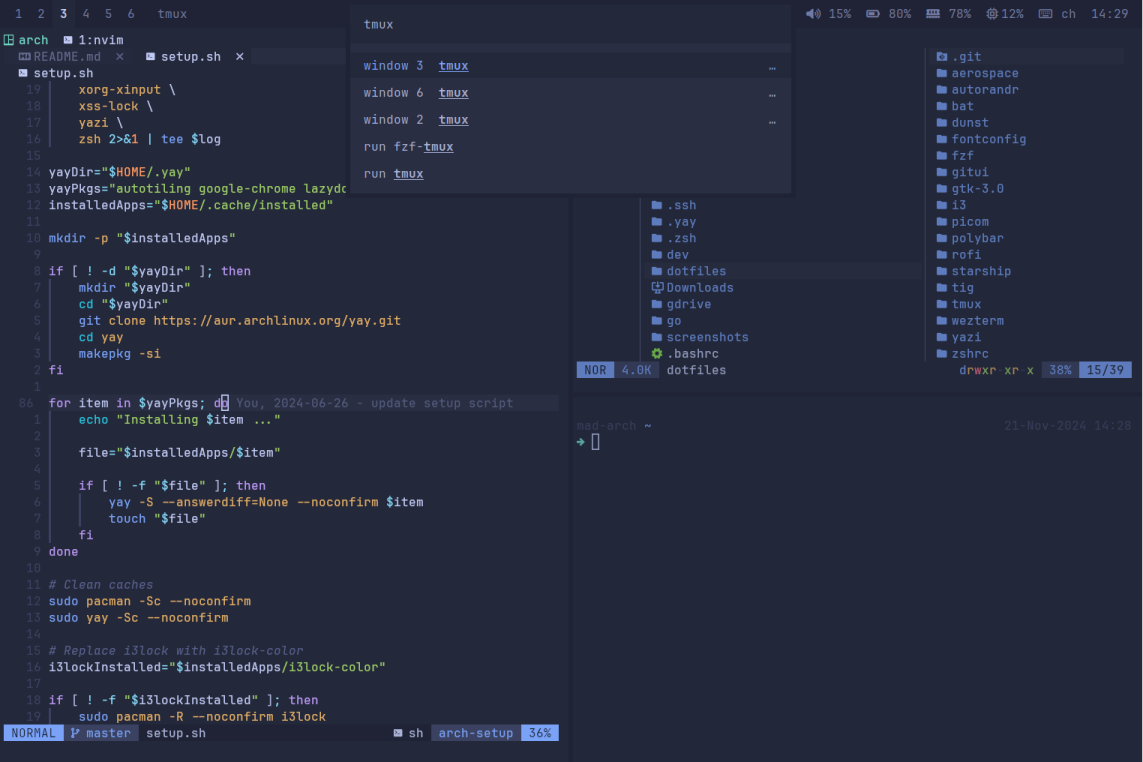 1 2 3 4 5 6 tmux
15% 80% 78% 12% ch 14:29
tmux
window 3 tmux …
window 6 tmux …
window 2 tmux …
run fzf-tmux
run tmux
arch 1:nvim
README.md × setup.sh ×
setup.sh
19 xorg-xinput \
18 xss-lock \
17 yazi \
16 zsh 2>&1 | tee $log
15
14 yayDir="$HOME/.yay"
13 yayPkgs="autotiling google-chrome lazydo
12 installedApps="$HOME/.cache/installed"
11
10 mkdir -p "$installedApps"
9
8 if [ ! -d "$yayDir" ]; then
7 mkdir "$yayDir"
6 cd "$yayDir"
5 git clone https://aur.archlinux.org/yay.git
4 cd yay
3 makepkg -si
2 fi
1
86 for item in $yayPkgs; do You, 2024-06-26 - update setup script
1 echo "Installing $item ..."
2
3 file="$installedApps/$item"
4
5 if [ ! -f "$file" ]; then
6 yay -S --answerdiff=None --noconfirm $item
7 touch "$file"
8 fi
9 done
10
11 # Clean caches
12 sudo pacman -Sc --noconfirm
13 sudo yay -Sc --noconfirm
14
15 # Replace i3lock with i3lock-color
16 i3lockInstalled="$installedApps/i3lock-color"
17
18 if [ ! -f "$i3lockInstalled" ]; then
19 sudo pacman -R --noconfirm i3lock
NORMAL master setup.sh sh arch-setup 36%
.ssh
.yay
.zsh
dev
dotfiles
Downloads
gdrive
go
screenshots
.bashrc
.git
aerospace
autorandr
bat
dunst
fontconfig
fzf
gitui
gtk-3.0
i3
picom
polybar
rofi
starship
tig
tmux
wezterm
yazi
zshrc
NOR 4.0K dotfiles drwxr-xr-x 38% 15/39
mad-arch ~ 21-Nov-2024 14:28
➜